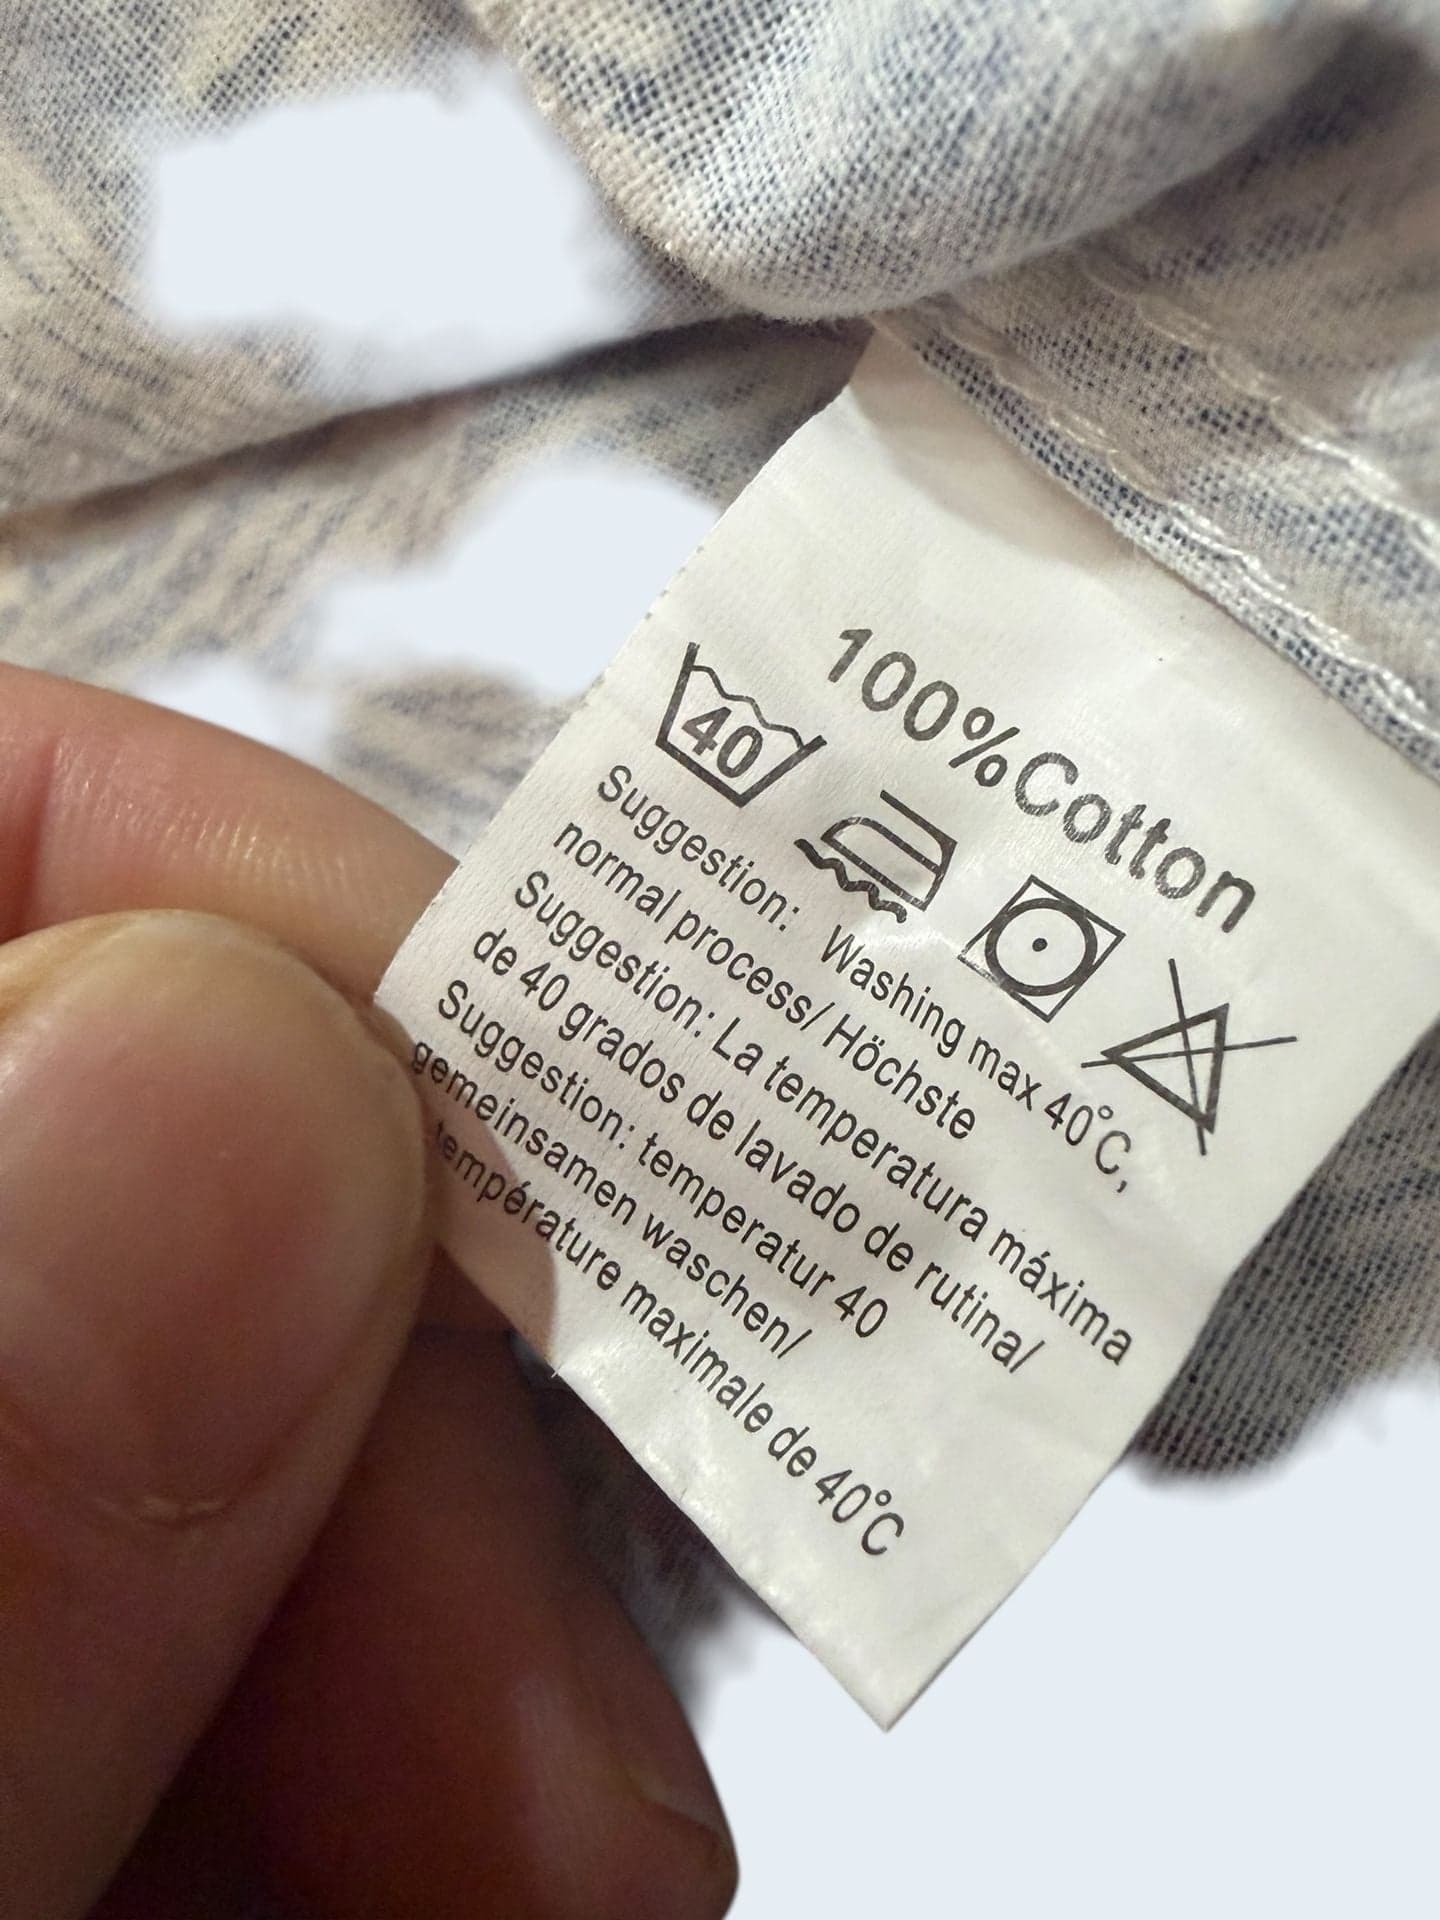 100%Cotton
40
Suggestion: Washing max 40°C,
normal process/ Höchste
Suggestion: La temperatura máxima
de 40 grados de lavado de rutina/
Suggestion: temperatur 40
gemeinsamen waschen/
température maximale de 40°C